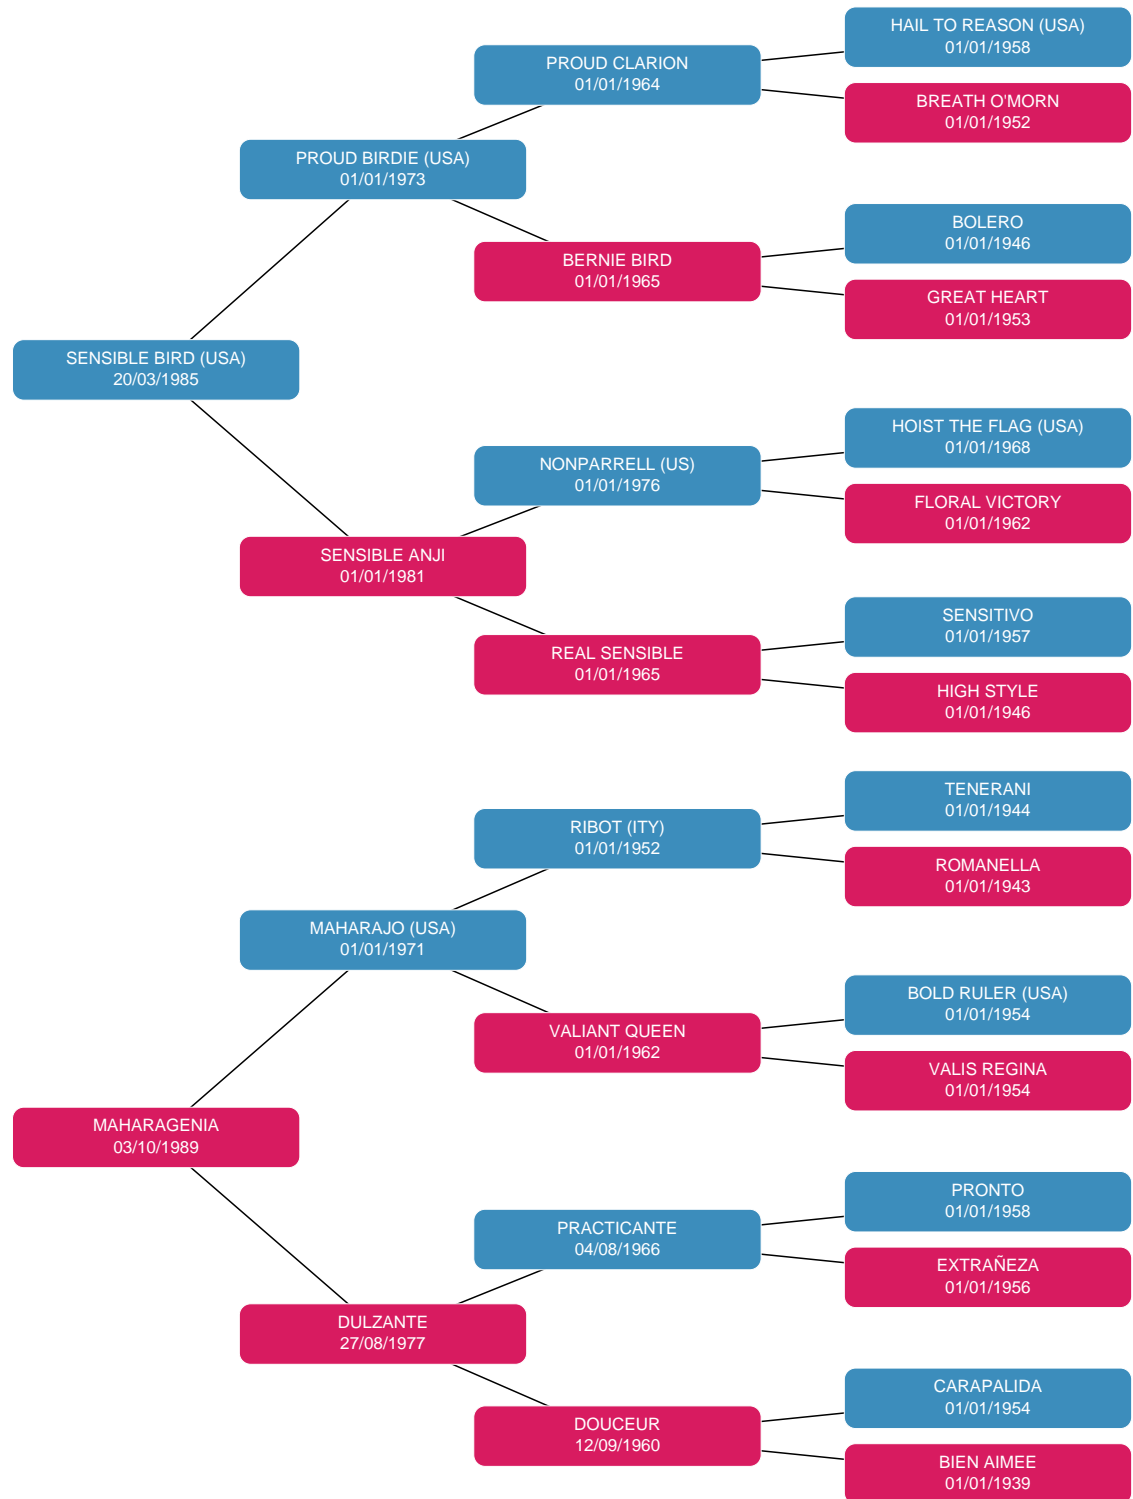 HAIL TO REASON (USA)
01/01/1958
PROUD CLARION
01/01/1964
BREATH O'MORN
01/01/1952
PROUD BIRDIE (USA)
01/01/1973
BOLERO
01/01/1946
BERNIE BIRD
01/01/1965
GREAT HEART
01/01/1953
SENSIBLE BIRD (USA)
20/03/1985
HOIST THE FLAG (USA)
01/01/1968
NONPARRELL (US)
01/01/1976
FLORAL VICTORY
01/01/1962
SENSIBLE ANJI
01/01/1981
SENSITIVO
01/01/1957
REAL SENSIBLE
01/01/1965
HIGH STYLE
01/01/1946
TENERANI
01/01/1944
RIBOT (ITY)
01/01/1952
ROMANELLA
01/01/1943
MAHARAJO (USA)
01/01/1971
BOLD RULER (USA)
01/01/1954
VALIANT QUEEN
01/01/1962
VALIS REGINA
01/01/1954
MAHARAGENIA
03/10/1989
PRONTO
01/01/1958
PRACTICANTE
04/08/1966
EXTRAÑEZA
01/01/1956
DULZANTE
27/08/1977
CARAPALIDA
01/01/1954
DOUCEUR
12/09/1960
BIEN AIMEE
01/01/1939